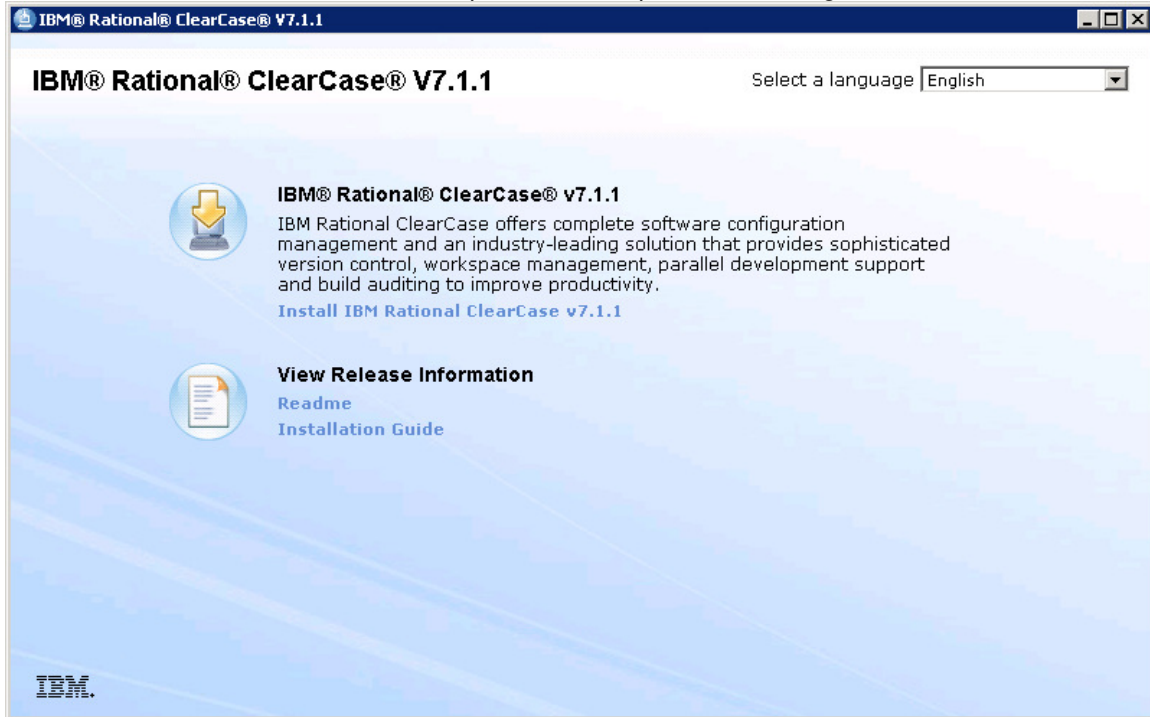 IBM® Rational® ClearCase® V7.1.1
IBM® Rational® ClearCase® V7.1.1
Select a language English
IBM® Rational® ClearCase® v7.1.1
IBM Rational ClearCase offers complete software configuration
management and an industry-leading solution that provides sophisticated
version control, workspace management, parallel development support
and build auditing to improve productivity.
Install IBM Rational ClearCase v7.1.1
View Release Information
Readme
Installation Guide
IBM.